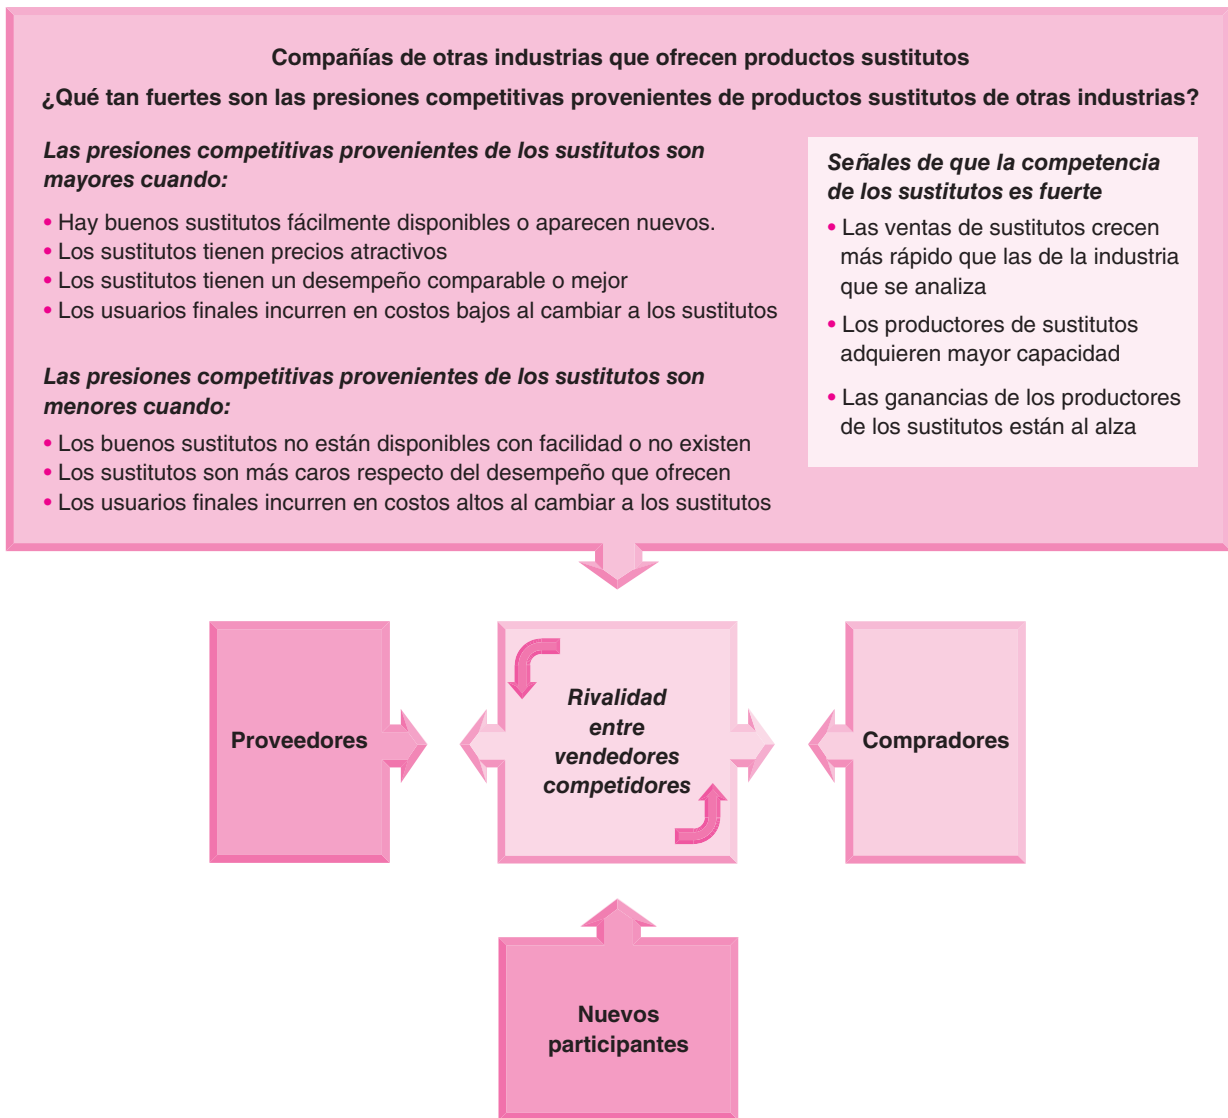 Compañías de otras industrias que ofrecen productos sustitutos
¿Qué tan fuertes son las presiones competitivas provenientes de productos sustitutos de otras industrias?
Las presiones competitivas provenientes de los sustitutos son
mayores cuando:
• Hay buenos sustitutos fácilmente disponibles o aparecen nuevos.
• Los sustitutos tienen precios atractivos
• Los sustitutos tienen un desempeño comparable o mejor
• Los usuarios finales incurren en costos bajos al cambiar a los sustitutos
Las presiones competitivas provenientes de los sustitutos son
menores cuando:
• Los buenos sustitutos no están disponibles con facilidad o no existen
• Los sustitutos son más caros respecto del desempeño que ofrecen
• Los usuarios finales incurren en costos altos al cambiar a los sustitutos
Señales de que la competencia
de los sustitutos es fuerte
• Las ventas de sustitutos crecen
más rápido que las de la industria
que se analiza
• Los productores de sustitutos
adquieren mayor capacidad
• Las ganancias de los productores
de los sustitutos están al alza
Proveedores
Rivalidad
entre
vendedores
competidores
Compradores
Nuevos
participantes